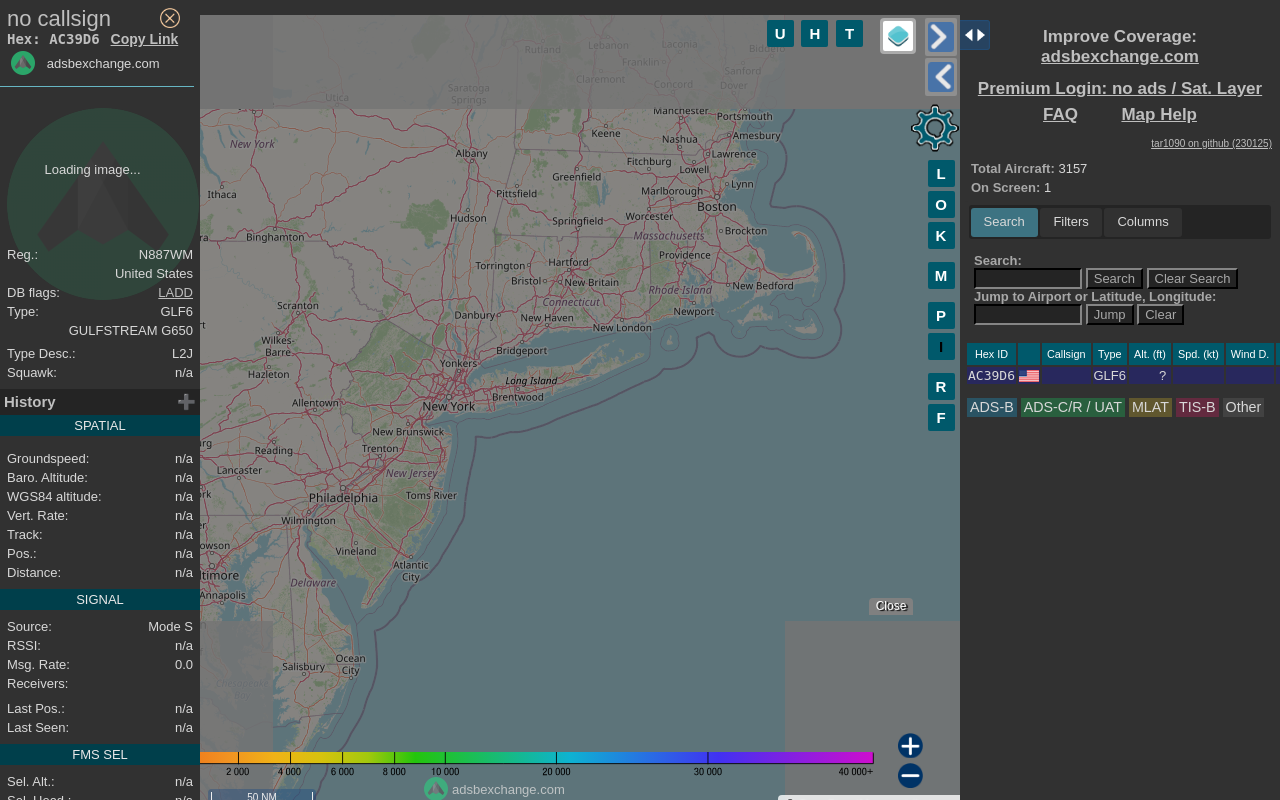 no callsign
Hex: AC39D6 Copy Link
adsbexchange.com
Loading image...
Reg.: N887WM
United States
DB flags: LADD
Type: GLF6
GULFSTREAM G650
Type Desc.: L2J
Squawk: n/a
History
SPATIAL
Groundspeed: n/a
Baro. Altitude: n/a
WGS84 altitude: n/a
Vert. Rate: n/a
Track: n/a
Pos.: n/a
Distance: n/a
SIGNAL
Source: Mode S
RSSI: n/a
Msg. Rate: 0.0
Receivers:
Last Pos.: n/a
Last Seen: n/a
FMS SEL
Sel. Alt.: n/a
U H T
Rutland
Lebanon
Laconia
Franklin
Claremont
Concord
Sanford
Dover
Utica
Saratoga
Springs
Manchester
Portsmouth
Keene
Nashua
Amesbury
New York
Albany
Fitchburg
Lawrence
Lowell
Greenfield
Lynn
Ithaca
Pittsfield
Marlborough
Boston
Hudson
Springfield
Worcester
Binghamton
Massachusetts
Brockton
Torrington
Hartford
Providence
Bristol
New Britain
Rhode Island
New Bedford
Scranton
Connecticut
Danbury
New Haven
Newport
New London
Wilkes-
Barre
Bridgeport
Hazleton
Yonkers
Long Island
Allentown
New York
Brentwood
New Brunswick
Reading
Trenton
Lancaster
New Jersey
Philadelphia
Toms River
Wilmington
Vineland
Atlantic
City
Delaware
Annapolis
Ocean
City
Salisbury
L
O
K
M
P
I
R
F
Close
2 000 4 000 6 000 8 000 10 000 20 000 30 000 40 000+
adsbexchange.com
50 NM
Improve Coverage:
adsbexchange.com
Premium Login: no ads / Sat. Layer
FAQ Map Help
tar1090 on github (230125)
Total Aircraft: 3157
On Screen: 1
Search Filters Columns
Search:
Search Clear Search
Jump to Airport or Latitude, Longitude:
Jump Clear
Hex ID Callsign Type Alt. (ft) Spd. (kt) Wind D.
AC39D6 GLF6 ?
ADS-B ADS-C/R / UAT MLAT TIS-B Other